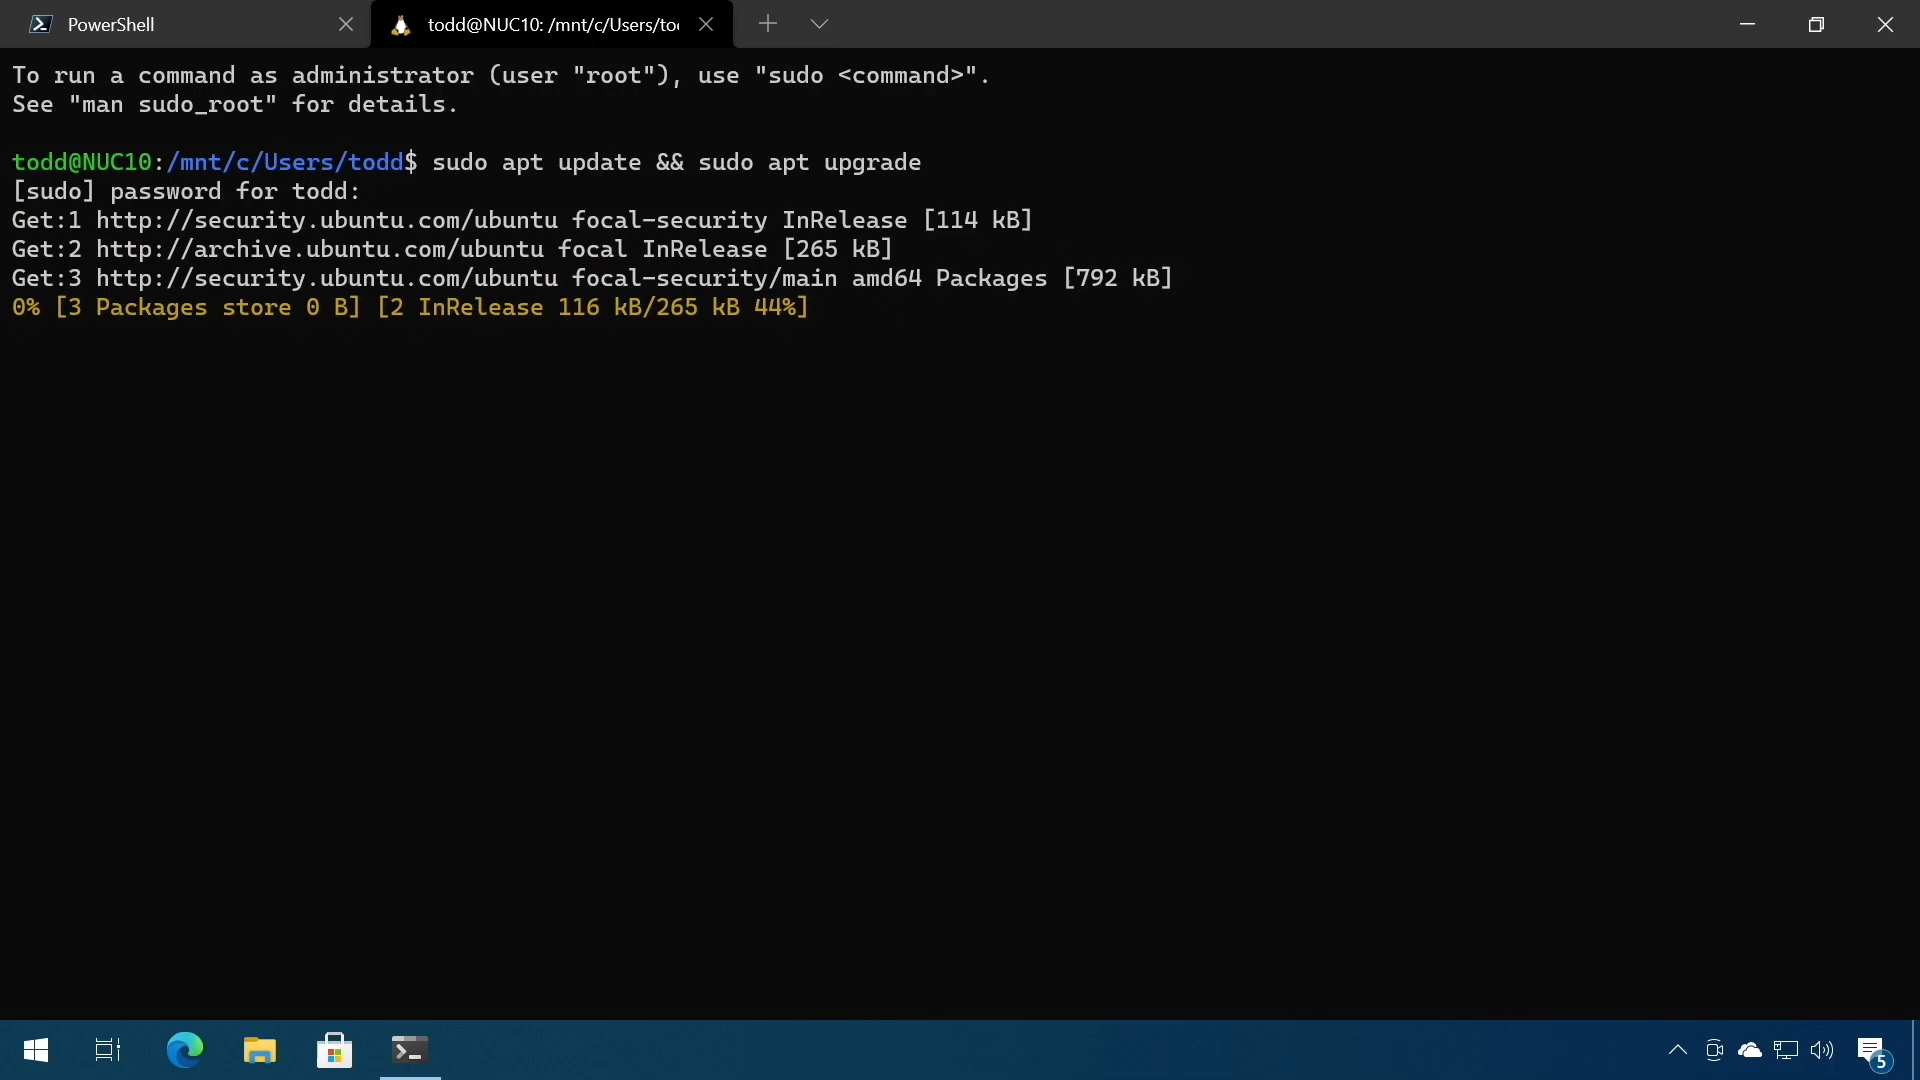 PowerShell
todd@NUC10: /mnt/c/Users/to
To run a command as administrator (user "root"), use "sudo <command>".
See "man sudo_root" for details.
todd@NUC10:/mnt/c/Users/todd$ sudo apt update && sudo apt upgrade
[sudo] password for todd:
Get:1 http://security.ubuntu.com/ubuntu focal-security InRelease [114 kB]
Get:2 http://archive.ubuntu.com/ubuntu focal InRelease [265 kB]
Get:3 http://security.ubuntu.com/ubuntu focal-security/main amd64 Packages [792 kB]
0% [3 Packages store 0 B] [2 InRelease 116 kB/265 kB 44%]
5